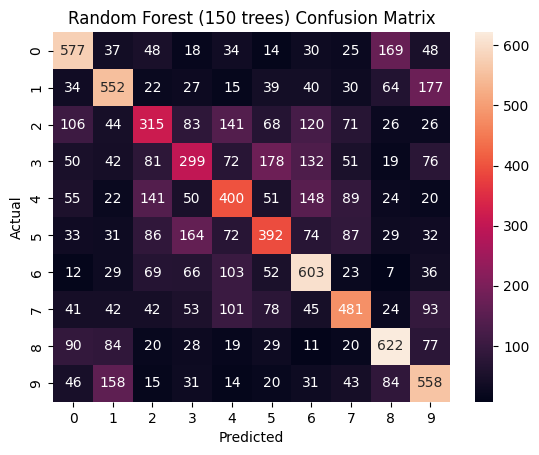 Random Forest (150 trees) Confusion Matrix
0 577 37 48 18 34 14 30 25 169 48
1 34 552 22 27 15 39 40 30 64 177
2 106 44 315 83 141 68 120 71 26 26
3 50 42 81 299 72 178 132 51 19 76
4 55 22 141 50 400 51 148 89 24 20
5 33 31 86 164 72 392 74 87 29 32
6 12 29 69 66 103 52 603 23 7 36
7 41 42 42 53 101 78 45 481 24 93
8 90 84 20 28 19 29 11 20 622 77
9 46 158 15 31 14 20 31 43 84 558
0 1 2 3 4 5 6 7 8 9
Predicted
Actual
600
500
400
300
200
100